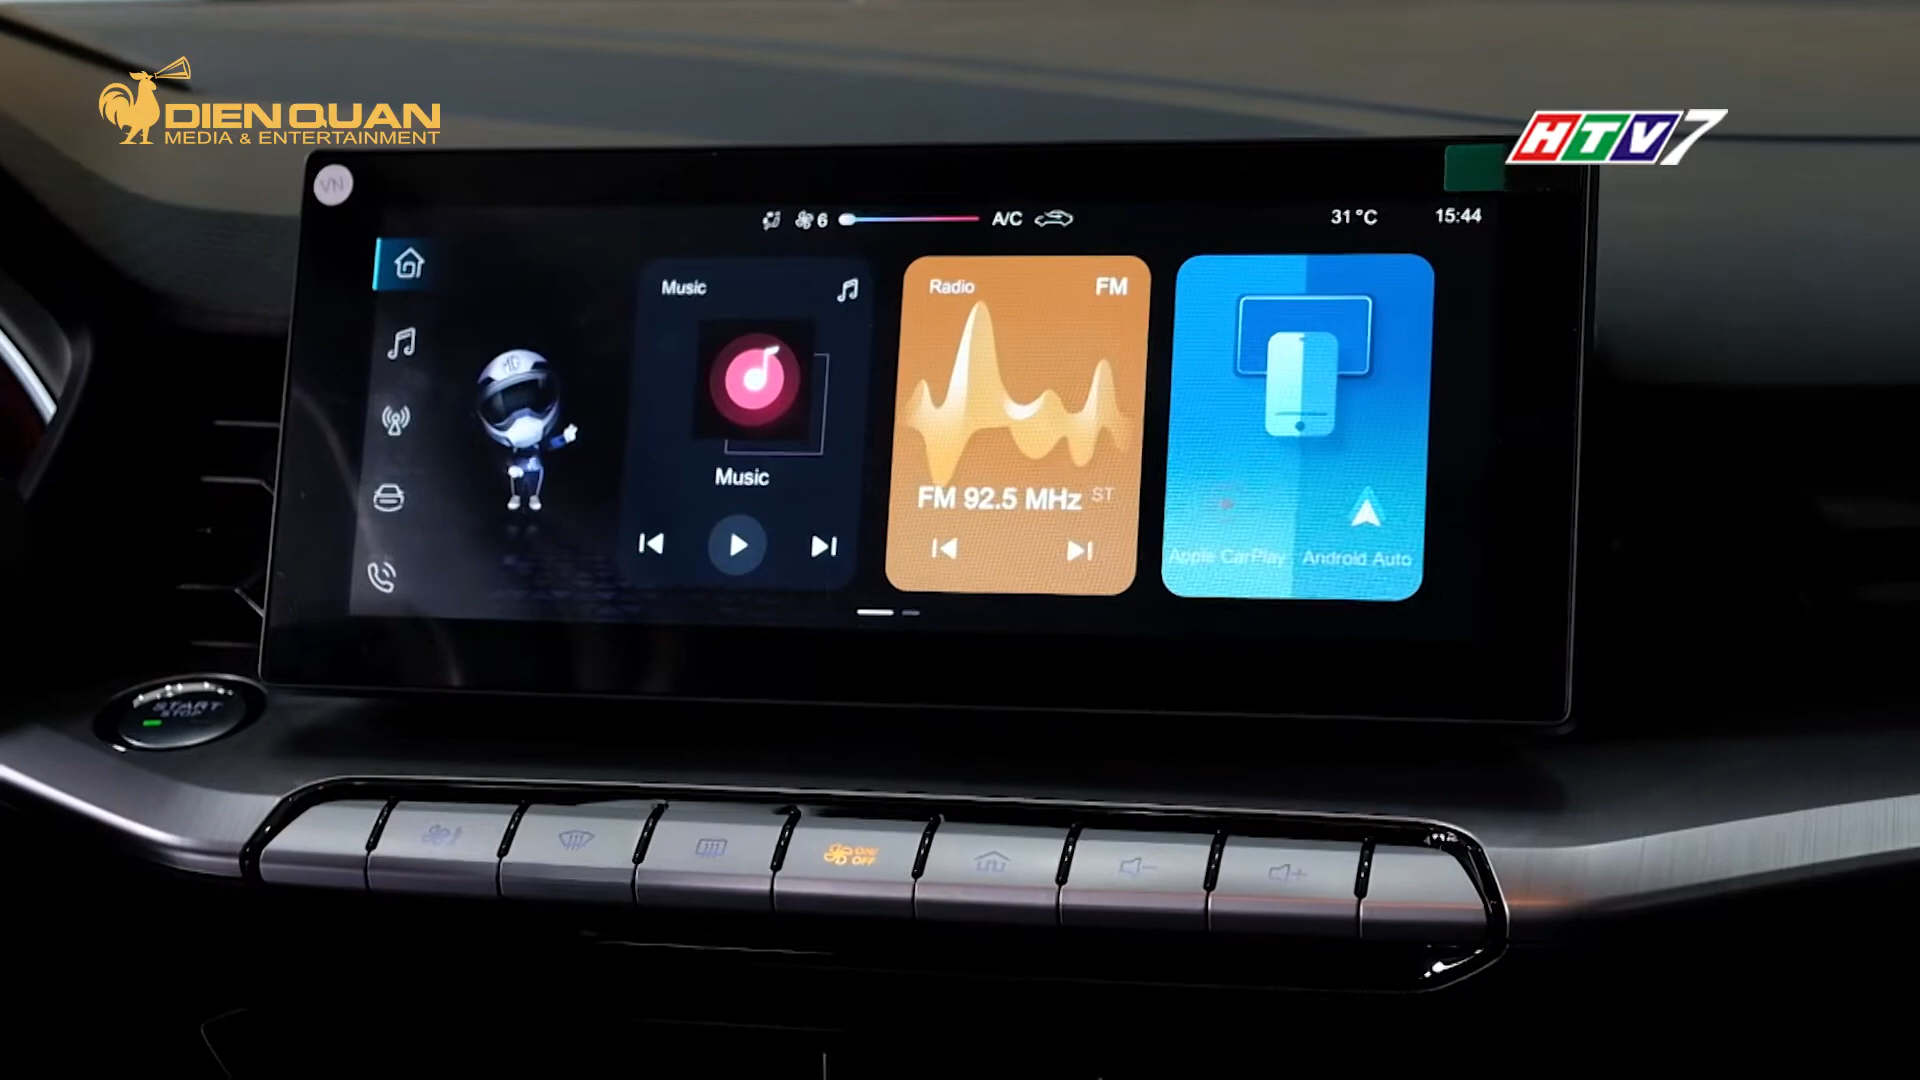 DIEN QUAN
MEDIA & ENTERTAINMENT
HTV7
VN
6
A/C
31°C
15:44
Music
Radio
FM
MG
Music
FM 92.5 MHz ST
Apple CarPlay
Android Auto
START
STOP
ON/
OFF